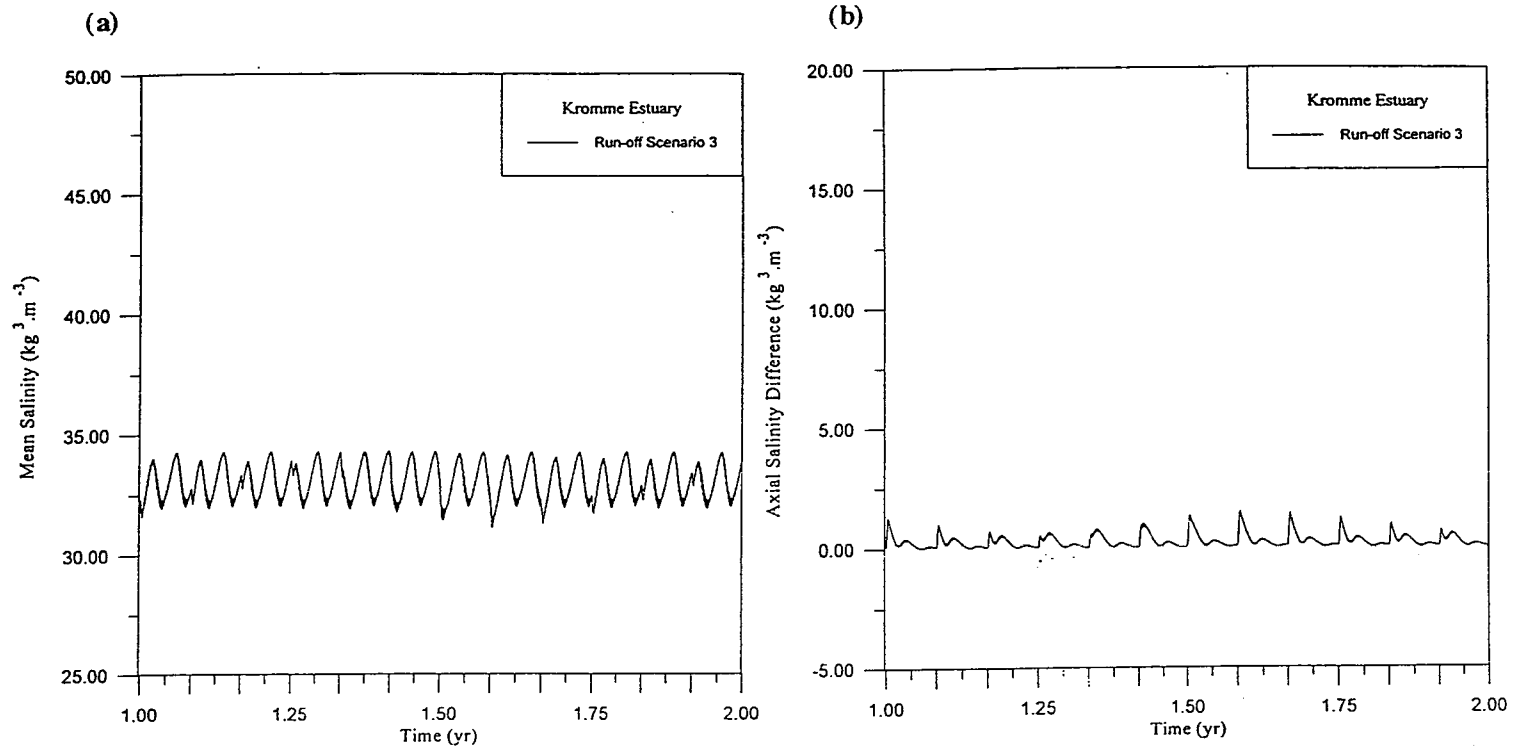 (a)
50.00
45.00
40.00
35.00
30.00
25.00
Mean Salinity (kg ³.m ⁻³)
Kromme Estuary
Run-off Scenario 3
1.00
1.25
1.50
1.75
2.00
Time (yr)
(b)
20.00
15.00
10.00
5.00
0.00
-5.00
Axial Salinity Difference (kg ³.m ⁻³)
Kromme Estuary
Run-off Scenario 3
1.00
1.25
1.50
1.75
2.00
Time (yr)